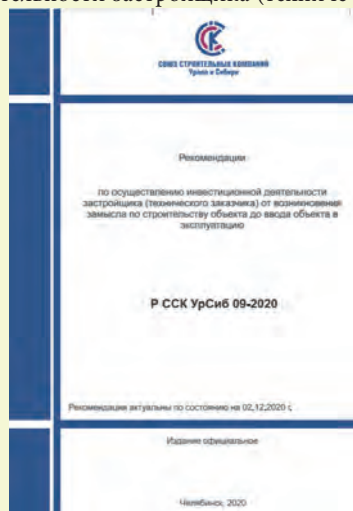 СОЮЗ СТРОИТЕЛЬНЫХ КОМПАНИЙ
Урала и Сибири
Рекомендации
по осуществлению инвестиционной деятельности
застройщика (технического заказчика) от возникновения
замысла по строительству объекта до ввода объекта в
эксплуатацию
Р ССК УрСиб 09-2020
Рекомендации актуальны по состоянию на 02.12.2020 г.
Издание официальное
Челябинск, 2020